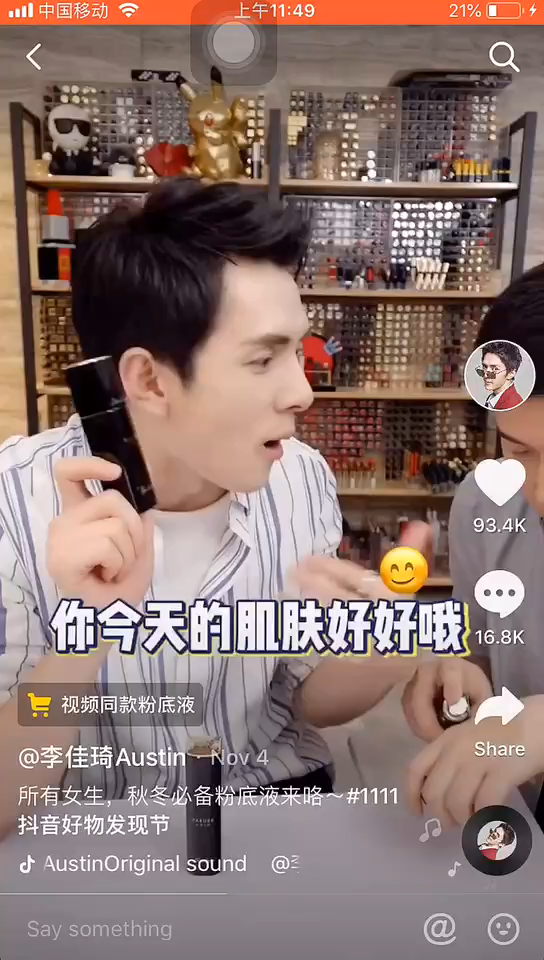 中国移动
上午11:49
21%
你今天的肌肤好好哦
93.4K
16.8K
Share
视频同款粉底液
@李佳琦Austin · Nov 4
所有女生，秋冬必备粉底液来咯～#1111
抖音好物发现节
AustinOriginal sound
Say something
@